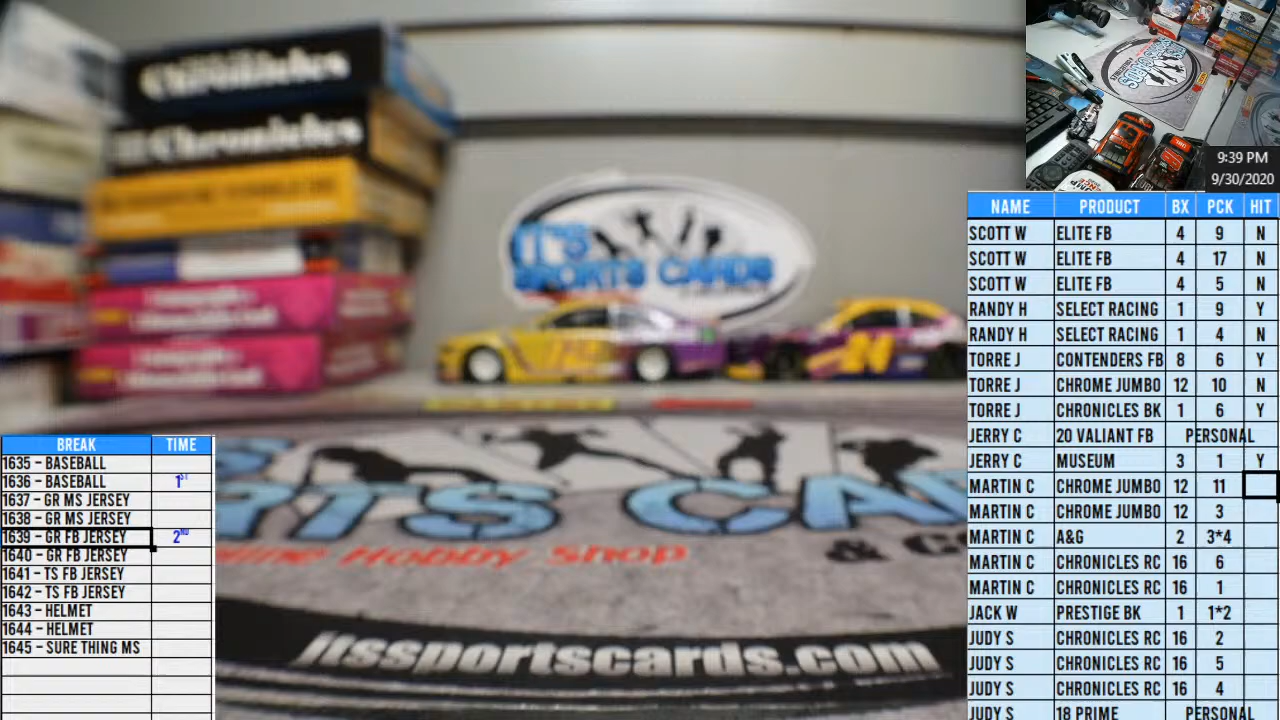 Chronicles
Chronicles
JT'S
SPORTS CARDS
N
RTS CA
Online Hobby Shop
& C
jtssportscards.com
9:39 PM
9/30/2020
NAME PRODUCT BX PCK HIT
SCOTT W ELITE FB 4 9 N
SCOTT W ELITE FB 4 17 N
SCOTT W ELITE FB 4 5 N
RANDY H SELECT RACING 1 9 Y
RANDY H SELECT RACING 1 4 N
TORRE J CONTENDERS FB 8 6 Y
TORRE J CHROME JUMBO 12 10 N
TORRE J CHRONICLES BK 1 6 Y
JERRY C 20 VALIANT FB PERSONAL
JERRY C MUSEUM 3 1 Y
MARTIN C CHROME JUMBO 12 11
MARTIN C CHROME JUMBO 12 3
MARTIN C A&G 2 3*4
MARTIN C CHRONICLES RC 16 6
MARTIN C CHRONICLES RC 16 1
JACK W PRESTIGE BK 1 1*2
JUDY S CHRONICLES RC 16 2
JUDY S CHRONICLES RC 16 5
JUDY S CHRONICLES RC 16 4
JUDY S 18 PRIME PERSONAL
BREAK TIME
1635 - BASEBALL
1636 - BASEBALL 1ST
1637 - GR MS JERSEY
1638 - GR MS JERSEY
1639 - GR FB JERSEY 2ND
1640 - GR FB JERSEY
1641 - TS FB JERSEY
1642 - TS FB JERSEY
1643 - HELMET
1644 - HELMET
1645 - SURE THING MS